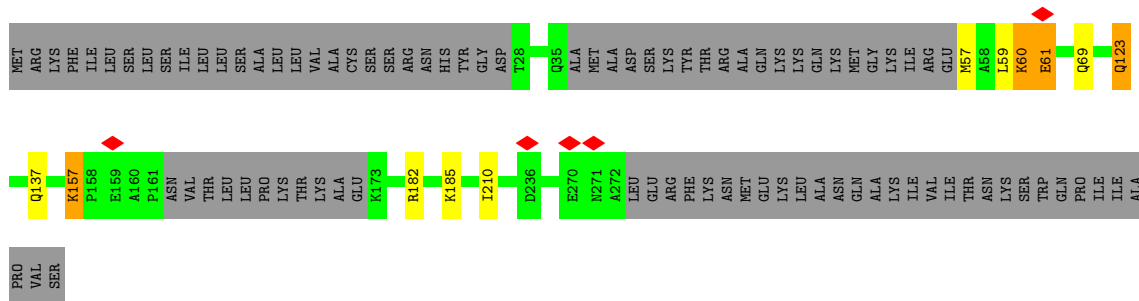 MET ARG LYS PHE ILE LEU SER LEU SER ILE LEU LEU SER ALA LEU LEU VAL ALA CYS SER SER ARG ASN HIS TYR GLY ASP T28 Q35 ALA MET ALA ASP SER LYS TYR THR ARG ALA GLN LYS LYS GLN LYS MET GLY LYS ILE ARG GLU M57 A58 L59 K60 E61 Q69 Q123
Q137 K157 P158 E159 A160 P161 ASN VAL THR LEU LEU PRO LYS THR LYS ALA GLU K173 R182 K185 I210 D236 E270 N271 A272 LEU GLU ARG PHE LYS ASN MET GLU LYS LEU ALA ASN GLN ALA LYS ILE VAL ILE THR ASN LYS SER TRP GLN PRO ILE ILE ALA
PRO VAL SER